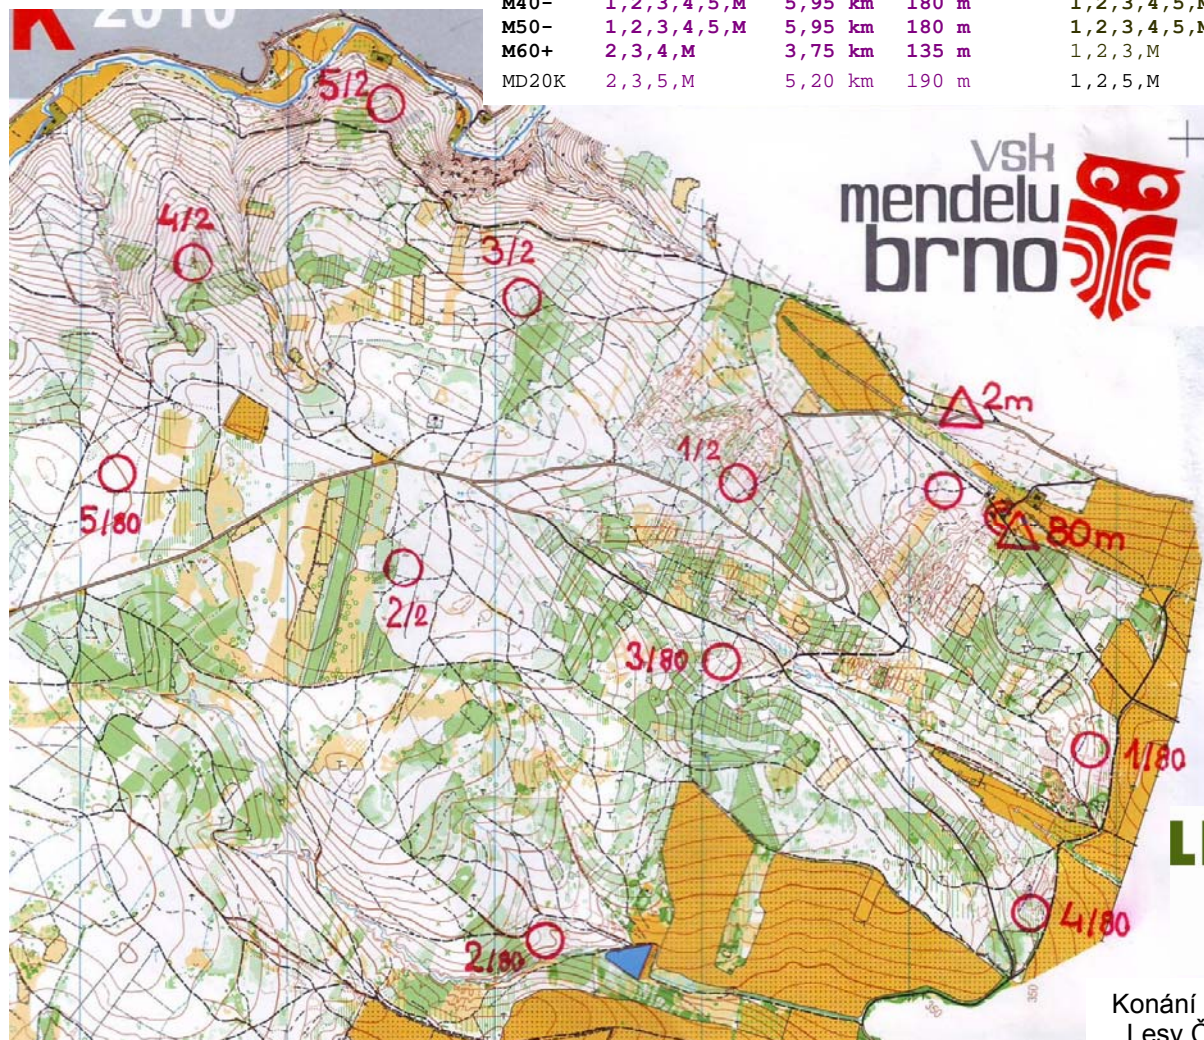 K 2010
M40- 1,2,3,4,5,M 5,95 km 180 m 1,2,3,4,5,M
M50- 1,2,3,4,5,M 5,95 km 180 m 1,2,3,4,5,M
M60+ 2,3,4,M 3,75 km 135 m 1,2,3,M
MD20K 2,3,5,M 5,20 km 190 m 1,2,5,M
5/2
vsk
mendelu
brno
4/2
3/2
2m
1/2
5/80
80m
2/2
3/80
1/80
4/80
2/80
350
350
Konání
Lesy Č